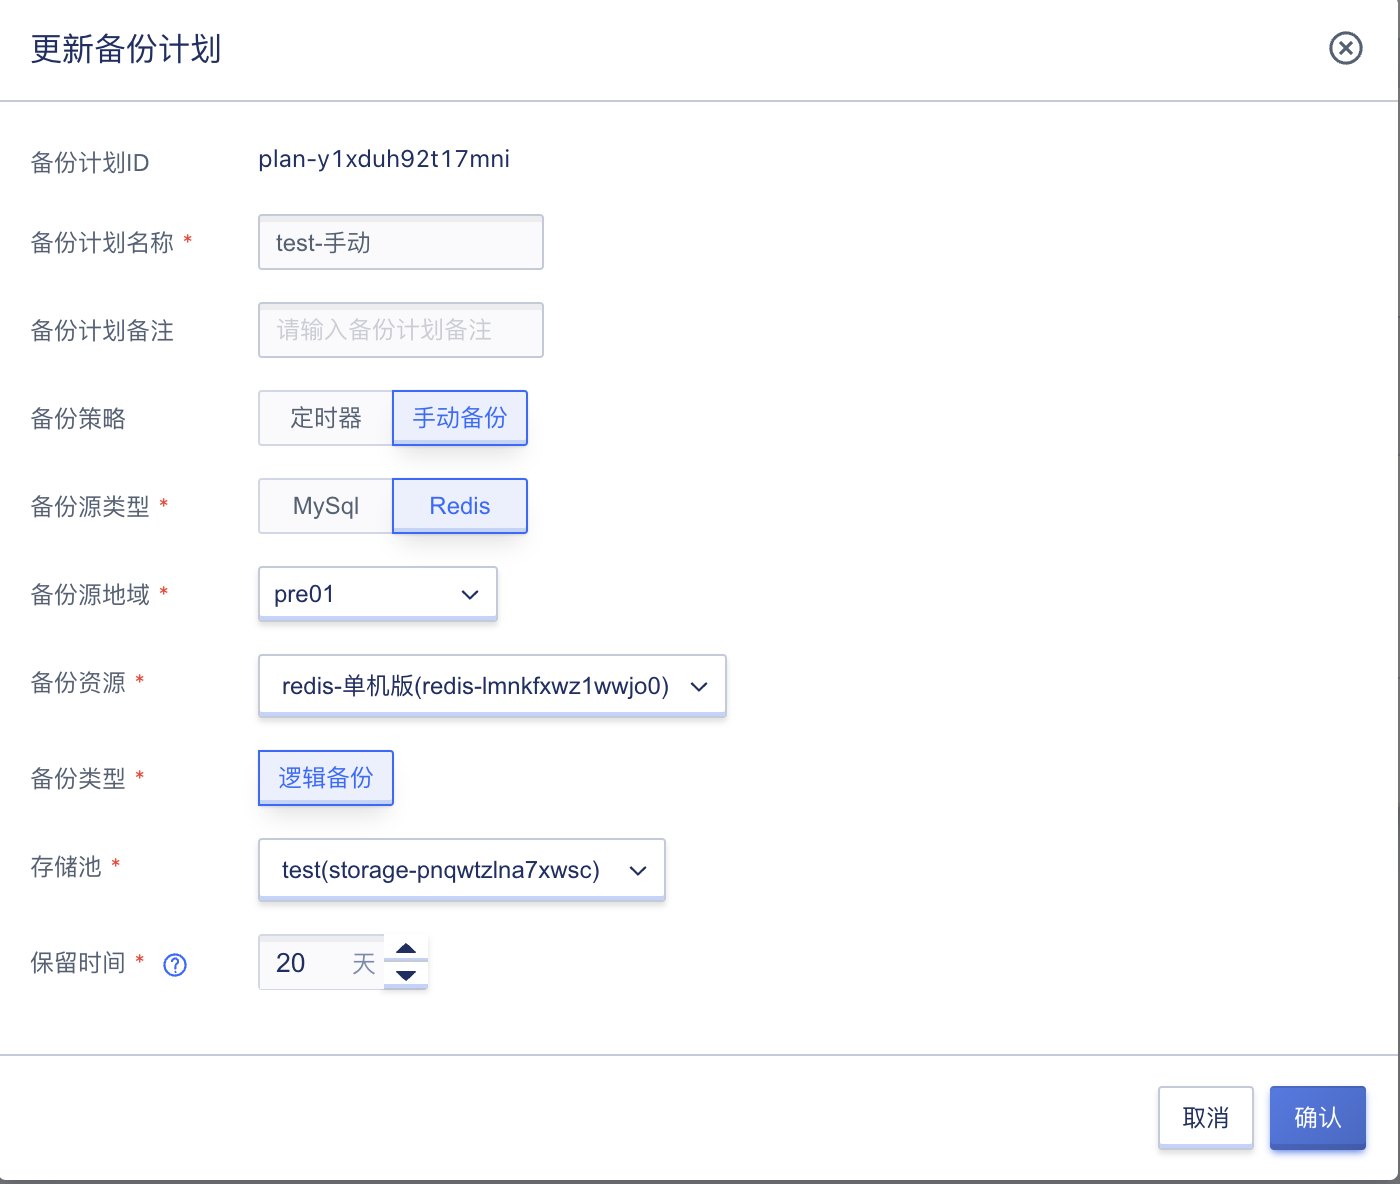 更新备份计划
备份计划ID plan-y1xduh92t17mni
备份计划名称 * test-手动
备份计划备注 请输入备份计划备注
备份策略 定时器 手动备份
备份源类型 * MySql Redis
备份源地域 * pre01
备份资源 * redis-单机版(redis-lmnkfxwz1wwjo0)
备份类型 * 逻辑备份
存储池 * test(storage-pnqwtzlna7xwsc)
保留时间 * ? 20 天
取消 确认